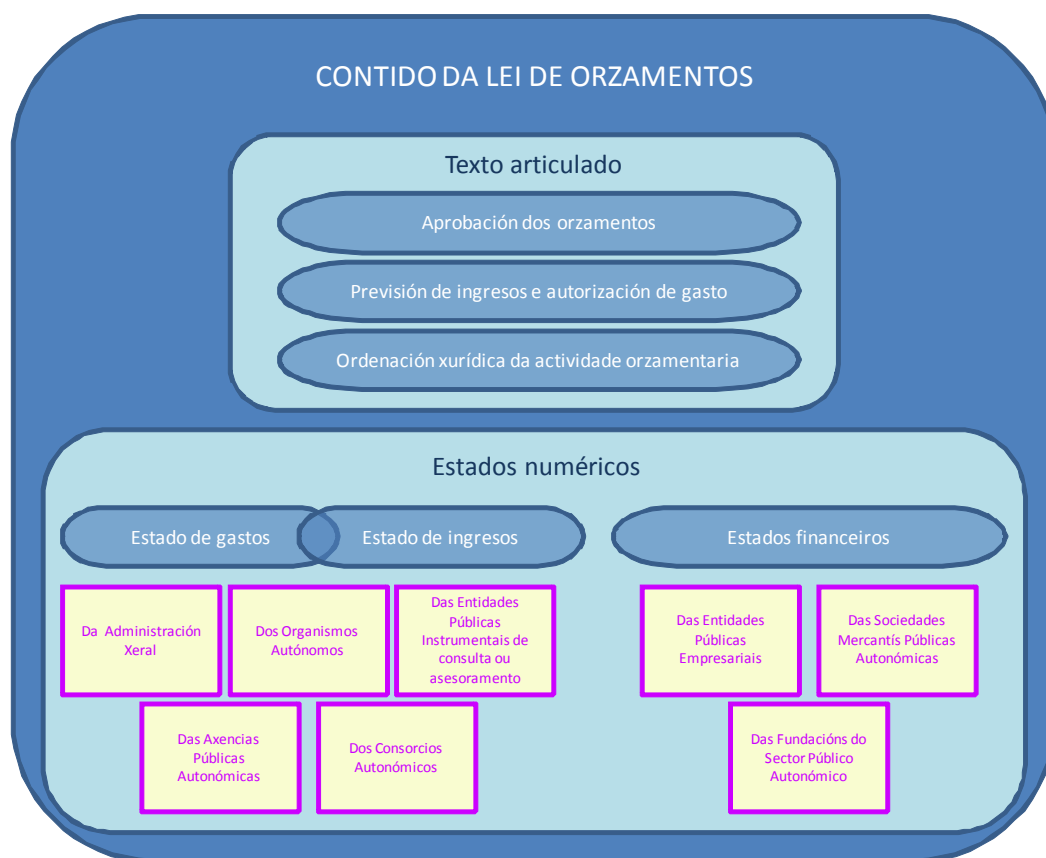 CONTIDO DA LEI DE ORZAMENTOS
Texto articulado
Aprobación dos orzamentos
Previsión de ingresos e autorización de gasto
Ordenación xurídica da actividade orzamentaria
Estados numéricos
Estado de gastos
Estado de ingresos
Estados financeiros
Da Administración
Xeral
Dos Organismos
Autónomos
Das Entidades
Públicas
Instrumentais de
consulta ou
asesoramento
Das Entidades
Públicas
Empresariais
Das Sociedades
Mercantís Públicas
Autonómicas
Das Axencias
Públicas
Autonómicas
Dos Consorcios
Autonómicos
Das Fundacións do
Sector Público
Autonómico